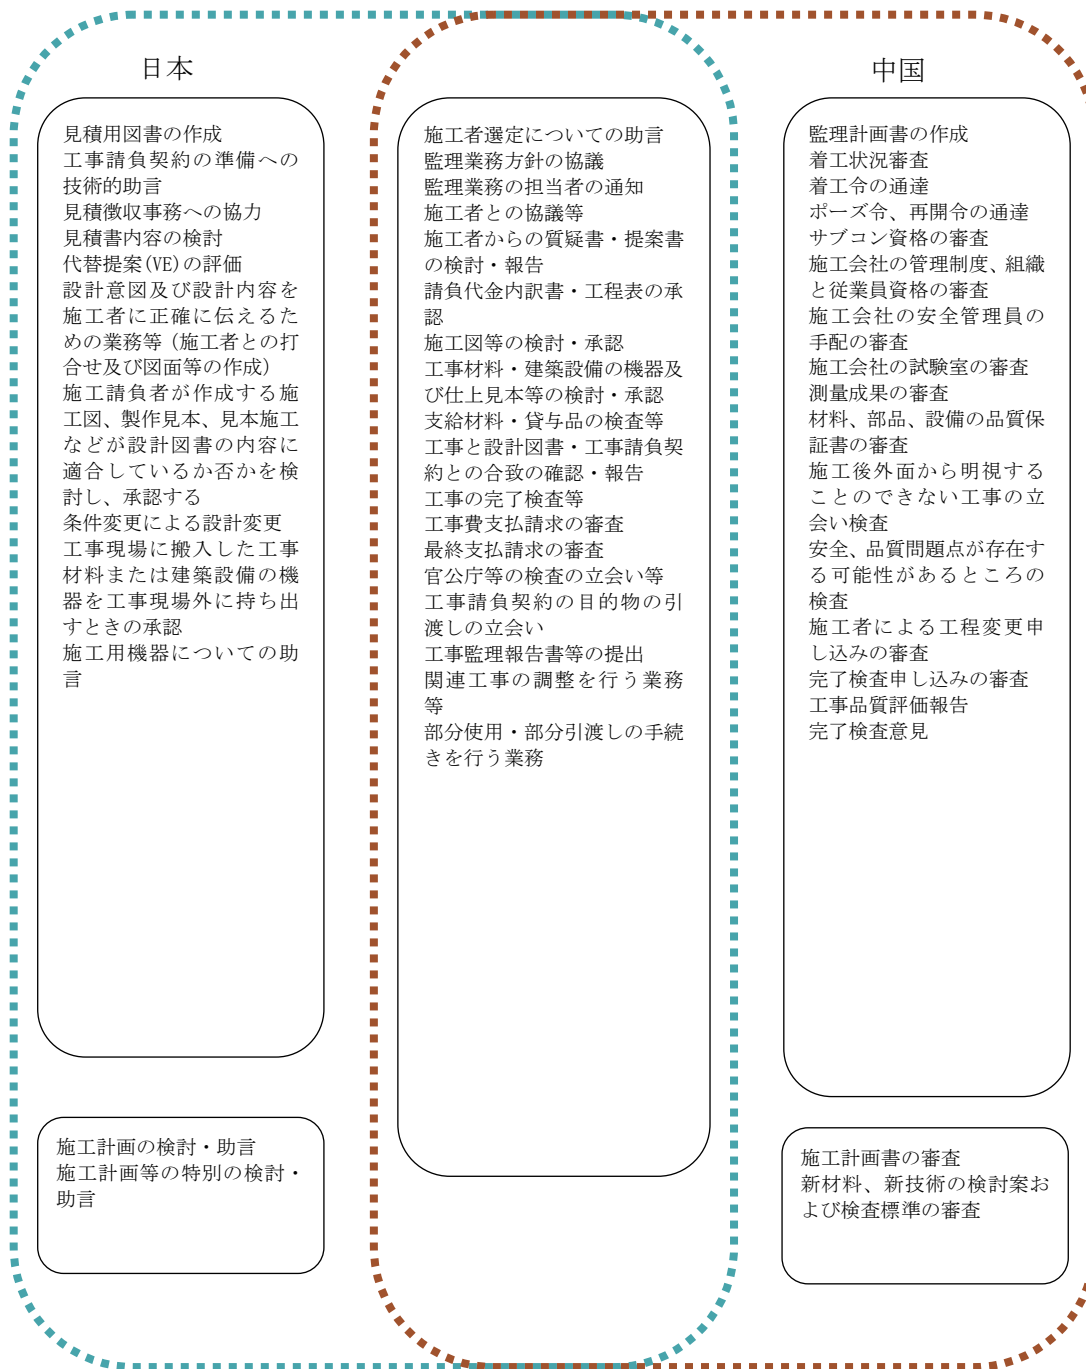 日本
見積用図書の作成
工事請負契約の準備への
技術的助言
見積徴収事務への協力
見積書内容の検討
代替提案(VE)の評価
設計意図及び設計内容を
施工者に正確に伝えるた
めの業務等（施工者との打
合せ及び図面等の作成）
施工請負者が作成する施
工図、製作見本、見本施工
などが設計図書の内容に
適合しているか否かを検
討し、承認する
条件変更による設計変更
工事現場に搬入した工事
材料または建築設備の機
器を工事現場外に持ち出
すときの承認
施工用機器についての助
言
施工計画の検討・助言
施工計画等の特別の検討・
助言
施工者選定についての助言
監理業務方針の協議
監理業務の担当者の通知
施工者との協議等
施工者からの質疑書・提案書
の検討・報告
請負代金内訳書・工程表の承
認
施工図等の検討・承認
工事材料・建築設備の機器及
び仕上見本等の検討・承認
支給材料・貸与品の検査等
工事と設計図書・工事請負契
約との合致の確認・報告
工事の完了検査等
工事費支払請求の審査
最終支払請求の審査
官公庁等の検査の立会い等
工事請負契約の目的物の引
渡しの立会い
工事監理報告書等の提出
関連工事の調整を行う業務
等
部分使用・部分引渡しの手続
きを行う業務
中国
監理計画書の作成
着工状況審査
着工令の通達
ポーズ令、再開令の通達
サブコン資格の審査
施工会社の管理制度、組織
と従業員資格の審査
施工会社の安全管理員の
手配の審査
施工会社の試験室の審査
測量成果の審査
材料、部品、設備の品質保
証書の審査
施工後外面から明視する
ことのできない工事の立
会い検査
安全、品質問題点が存在す
る可能性があるところの
検査
施工者による工程変更申
し込みの審査
完了検査申し込みの審査
工事品質評価報告
完了検査意見
施工計画書の審査
新材料、新技術の検討案お
よび検査標準の審査